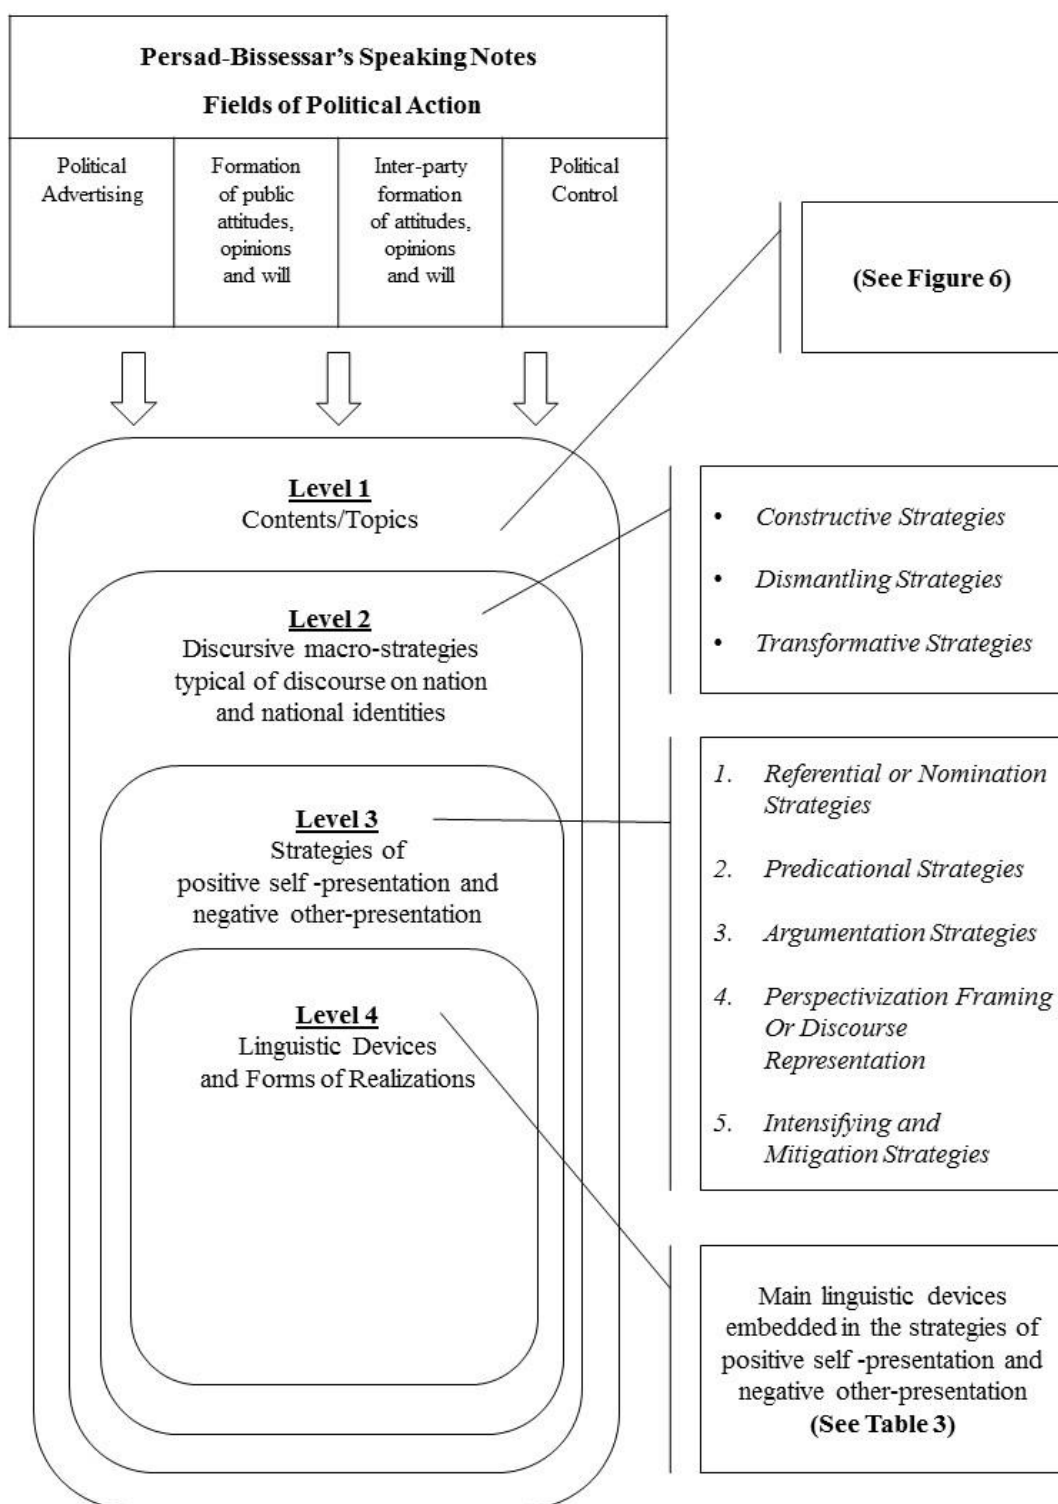 Persad-Bissessar's Speaking Notes
Fields of Political Action
Political
Advertising
Formation
of public
attitudes,
opinions
and will
Inter-party
formation
of attitudes,
opinions
and will
Political
Control
(See Figure 6)
Level 1
Contents/Topics
• Constructive Strategies
• Dismantling Strategies
• Transformative Strategies
Level 2
Discursive macro-strategies
typical of discourse on nation
and national identities
1. Referential or Nomination
Strategies
2. Predicational Strategies
3. Argumentation Strategies
4. Perspectivization Framing
Or Discourse
Representation
5. Intensifying and
Mitigation Strategies
Level 3
Strategies of
positive self -presentation and
negative other-presentation
Level 4
Linguistic Devices
and Forms of Realizations
Main linguistic devices
embedded in the strategies of
positive self -presentation and
negative other-presentation
(See Table 3)